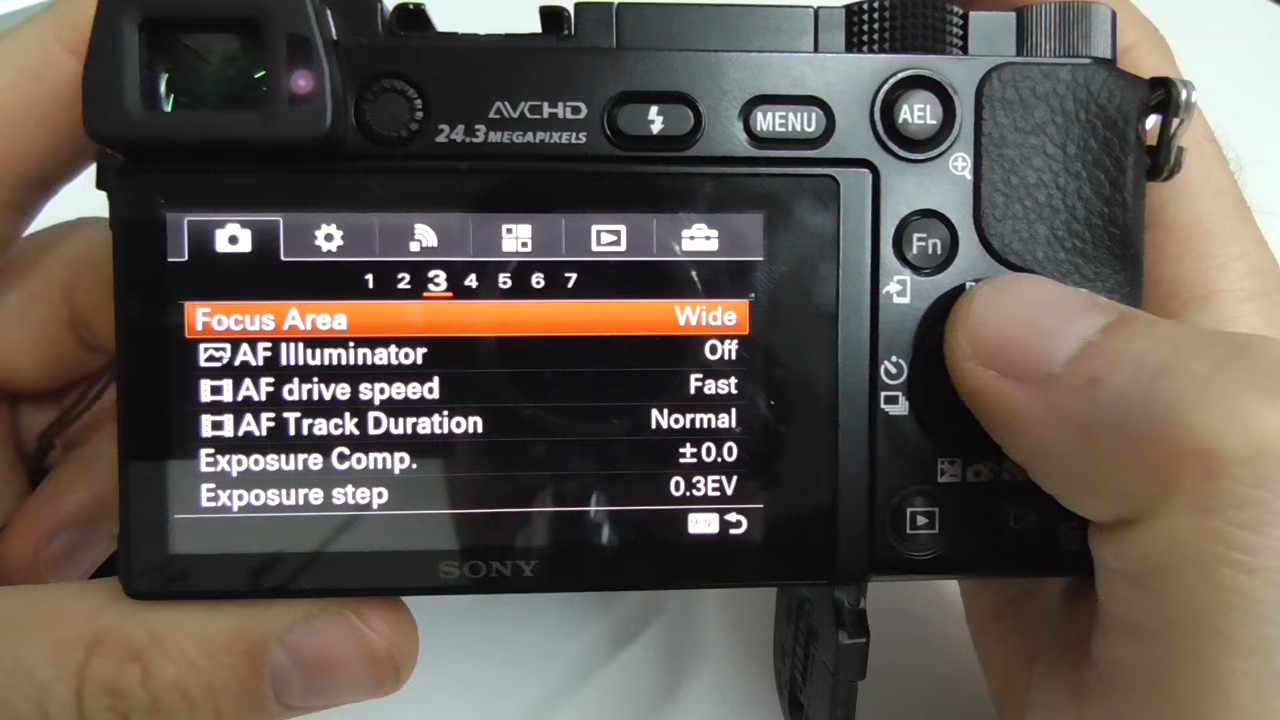 AVCHD
24.3 MEGAPIXELS
MENU
AEL
Fn
1 2 3 4 5 6 7
Focus Area Wide
AF Illuminator Off
AF drive speed Fast
AF Track Duration Normal
Exposure Comp. ±0.0
Exposure step 0.3EV
MENU
SONY